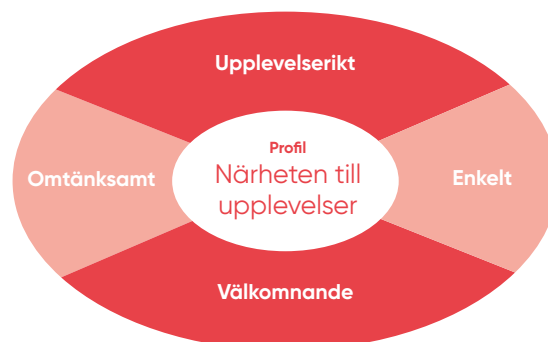 Upplevelserikt
Profil
Närheten till
upplevelser
Omtänksamt
Enkelt
Välkomnande